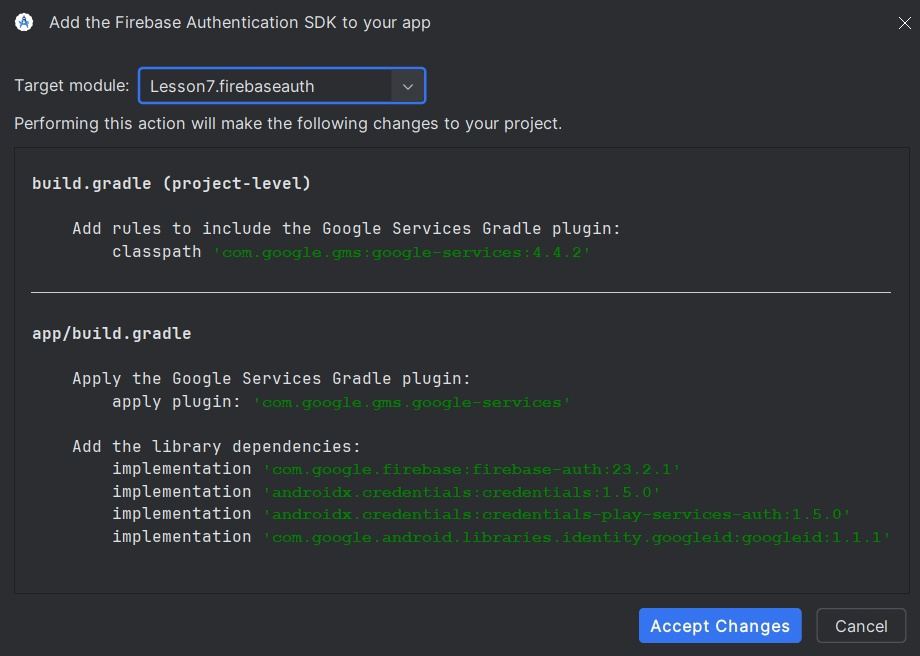 Add the Firebase Authentication SDK to your app
Target module: Lesson7.firebaseauth
Performing this action will make the following changes to your project.
build.gradle (project-level)
Add rules to include the Google Services Gradle plugin:
classpath 'com.google.gms:google-services:4.4.2'
app/build.gradle
Apply the Google Services Gradle plugin:
apply plugin: 'com.google.gms.google-services'
Add the library dependencies:
implementation 'com.google.firebase:firebase-auth:23.2.1'
implementation 'androidx.credentials:credentials:1.5.0'
implementation 'androidx.credentials:credentials-play-services-auth:1.5.0'
implementation 'com.google.android.libraries.identity.googleid:googleid:1.1.1'
Accept Changes Cancel